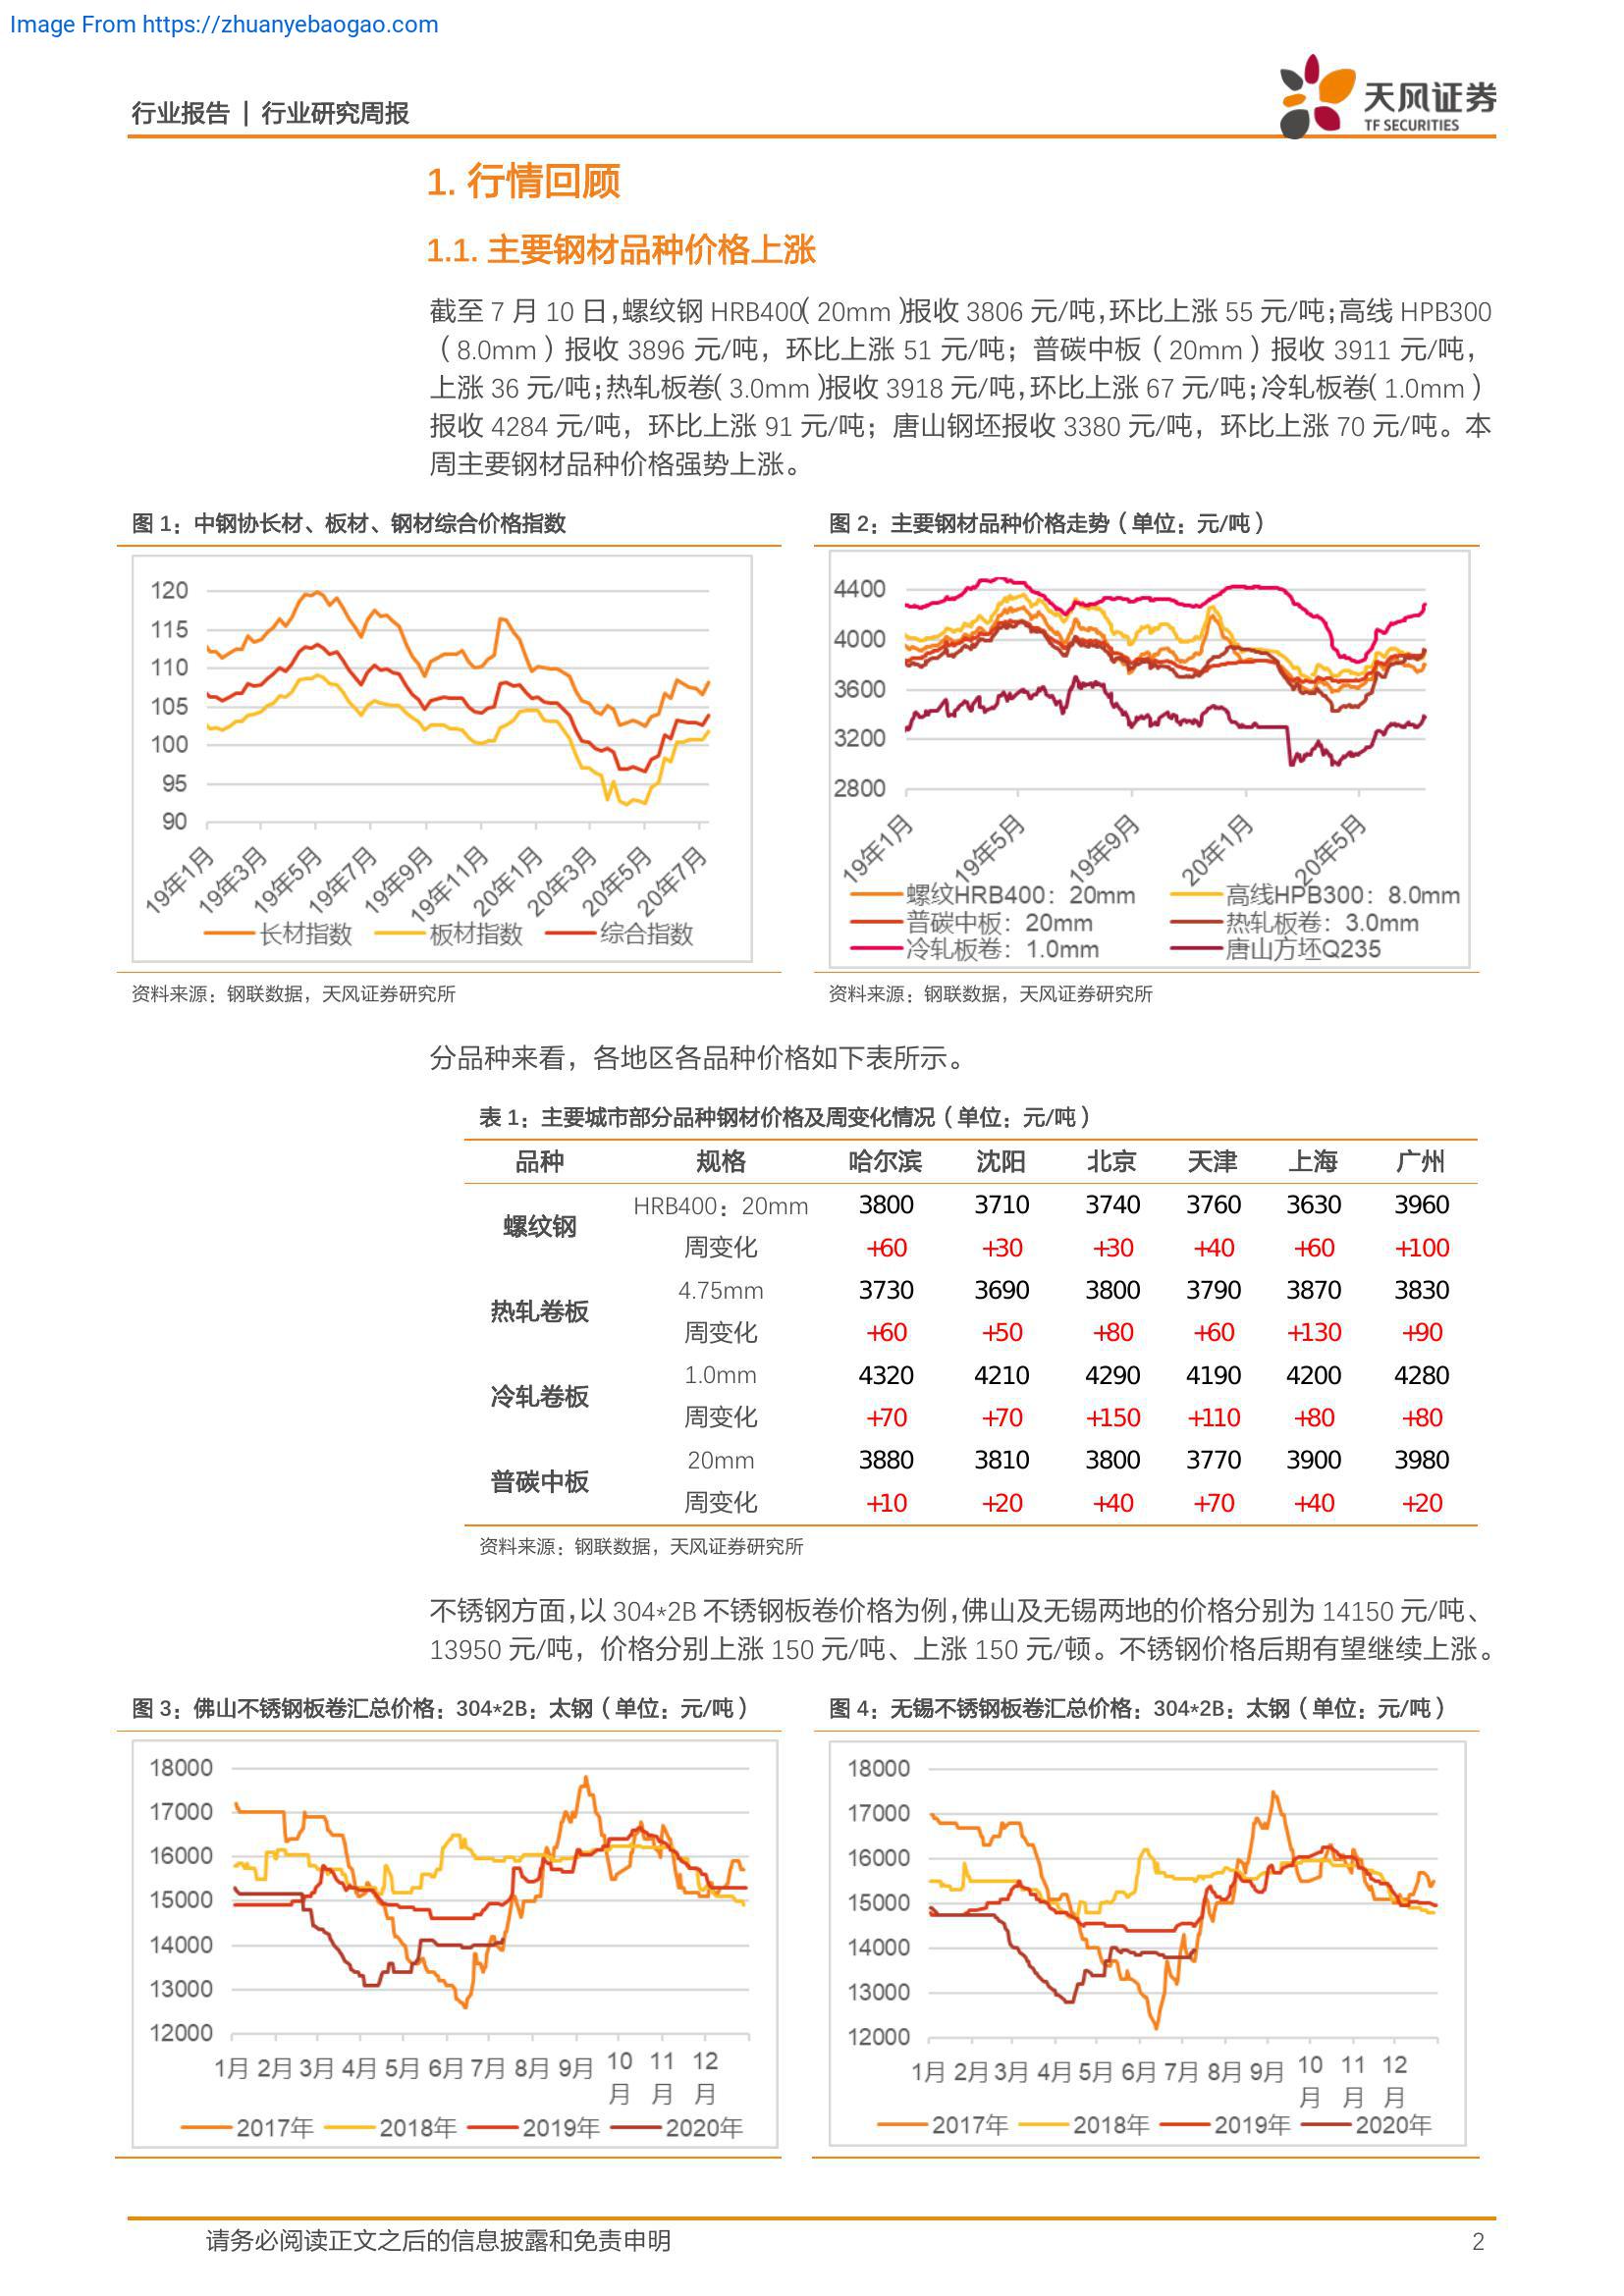 Image From https://zhuanyebaogao.com
行业报告 | 行业研究周报
天风证券
TF SECURITIES
1. 行情回顾
1.1. 主要钢材品种价格上涨
截至 7 月 10 日，螺纹钢 HRB400（20mm）报收 3806 元/吨，环比上涨 55 元/吨；高线 HPB300
（8.0mm）报收 3896 元/吨，环比上涨 51 元/吨；普碳中板（20mm）报收 3911 元/吨，
上涨 36 元/吨；热轧板卷（3.0mm）报收 3918 元/吨，环比上涨 67 元/吨；冷轧板卷（1.0mm）
报收 4284 元/吨，环比上涨 91 元/吨；唐山钢坯报收 3380 元/吨，环比上涨 70 元/吨。本
周主要钢材品种价格强势上涨。
图 1：中钢协长材、板材、钢材综合价格指数
120
115
110
105
100
95
90
19年1月 19年3月 19年5月 19年7月 19年9月 19年11月 20年1月 20年3月 20年5月 20年7月
长材指数 板材指数 综合指数
资料来源：钢联数据，天风证券研究所
图 2：主要钢材品种价格走势（单位：元/吨）
4400
4000
3600
3200
2800
19年1月 19年5月 19年9月 20年1月 20年5月
螺纹HRB400：20mm 高线HPB300：8.0mm
普碳中板：20mm 热轧板卷：3.0mm
冷轧板卷：1.0mm 唐山方坯Q235
资料来源：钢联数据，天风证券研究所
分品种来看，各地区各品种价格如下表所示。
表 1：主要城市部分品种钢材价格及周变化情况（单位：元/吨）
品种 规格 哈尔滨 沈阳 北京 天津 上海 广州
螺纹钢
HRB400：20mm 3800 3710 3740 3760 3630 3960
周变化 +60 +30 +30 +40 +60 +100
热轧卷板
4.75mm 3730 3690 3800 3790 3870 3830
周变化 +60 +50 +80 +60 +130 +90
冷轧卷板
1.0mm 4320 4210 4290 4190 4200 4280
周变化 +70 +70 +150 +110 +80 +80
普碳中板
20mm 3880 3810 3800 3770 3900 3980
周变化 +10 +20 +40 +70 +40 +20
资料来源：钢联数据，天风证券研究所
不锈钢方面，以 304*2B 不锈钢板卷价格为例，佛山及无锡两地的价格分别为 14150 元/吨、
13950 元/吨，价格分别上涨 150 元/吨、上涨 150 元/顿。不锈钢价格后期有望继续上涨。
图 3：佛山不锈钢板卷汇总价格：304*2B：太钢（单位：元/吨）
18000
17000
16000
15000
14000
13000
12000
1月 2月 3月 4月 5月 6月 7月 8月 9月 10月 11月 12月
2017年 2018年 2019年 2020年
图 4：无锡不锈钢板卷汇总价格：304*2B：太钢（单位：元/吨）
18000
17000
16000
15000
14000
13000
12000
1月 2月 3月 4月 5月 6月 7月 8月 9月 10月 11月 12月
2017年 2018年 2019年 2020年
请务必阅读正文之后的信息披露和免责申明
2